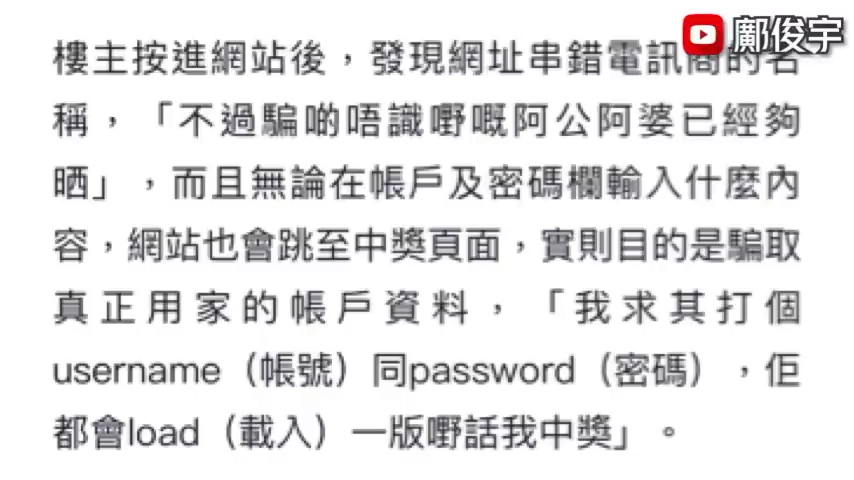 鄺俊宇
樓主按進網站後，發現網址串錯電訊商的名
稱，「不過騙啲唔識嘢嘅阿公阿婆已經夠
晒」，而且無論在帳戶及密碼欄輸入什麼內
容，網站也會跳至中獎頁面，實則目的是騙取
真正用家的帳戶資料，「我求其打個
username（帳號）同password（密碼），佢
都會load（載入）一版嘢話我中獎」。